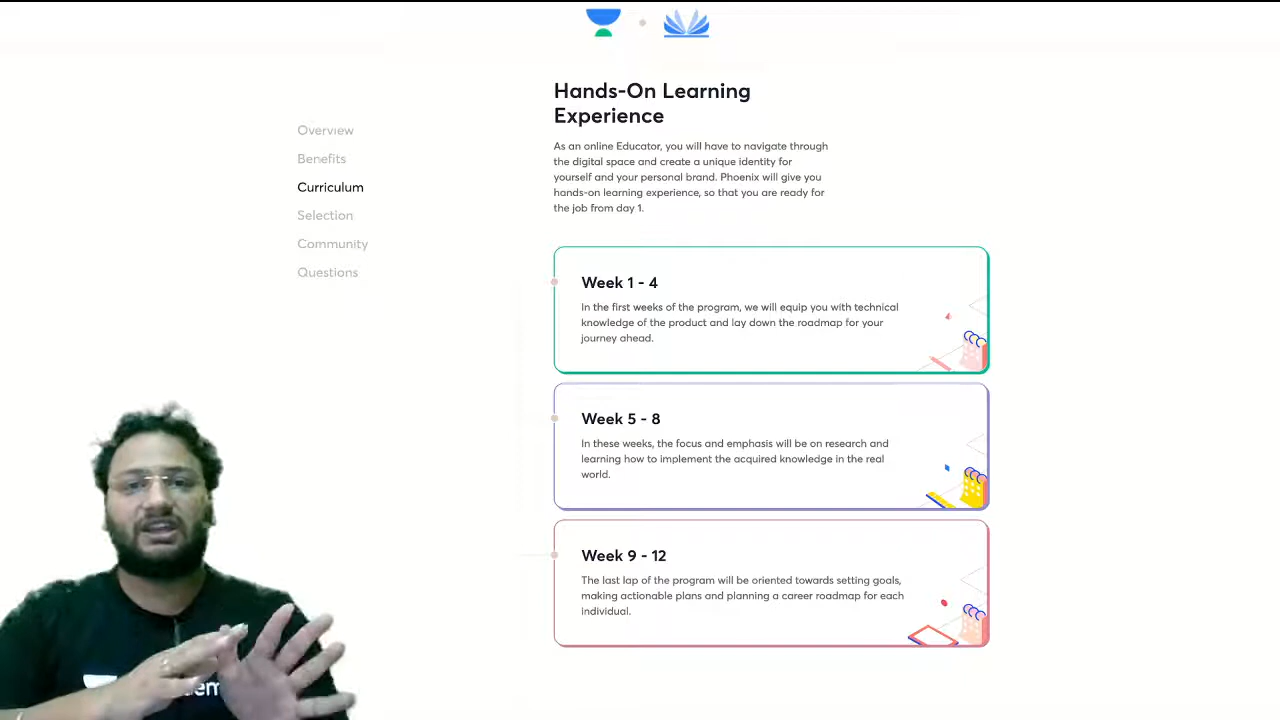 Hands-On Learning
Experience
As an online Educator, you will have to navigate through
the digital space and create a unique identity for
yourself and your personal brand. Phoenix will give you
hands-on learning experience, so that you are ready for
the job from day 1.
Overview
Benefits
Curriculum
Selection
Community
Questions
Week 1 - 4
In the first weeks of the program, we will equip you with technical
knowledge of the product and lay down the roadmap for your
journey ahead.
Week 5 - 8
In these weeks, the focus and emphasis will be on research and
learning how to implement the acquired knowledge in the real
world.
Week 9 - 12
The last lap of the program will be oriented towards setting goals,
making actionable plans and planning a career roadmap for each
individual.